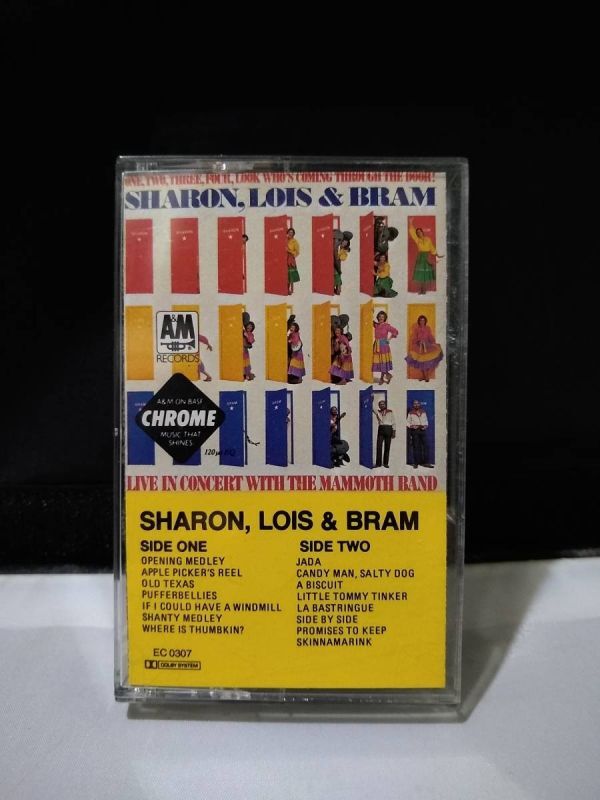 ONE, TWO, THREE, FOUR, LOOK WHO'S COMING THROUGH THE DOOR!
SHARON, LOIS & BRAM
A&M
RECORDS
A&M ON BASF
CHROME
MUSIC THAT
SHINES
LIVE IN CONCERT WITH THE MAMMOTH BAND
SHARON, LOIS & BRAM
SIDE ONE
OPENING MEDLEY
APPLE PICKER'S REEL
OLD TEXAS
PUFFERBELLIES
IF I COULD HAVE A WINDMILL
SHANTY MEDLEY
WHERE IS THUMBKIN?
SIDE TWO
JADA
CANDY MAN, SALTY DOG
A BISCUIT
LITTLE TOMMY TINKER
LA BASTRINGUE
SIDE BY SIDE
PROMISES TO KEEP
SKINNAMARINK
EC 0307
DOLBY SYSTEM